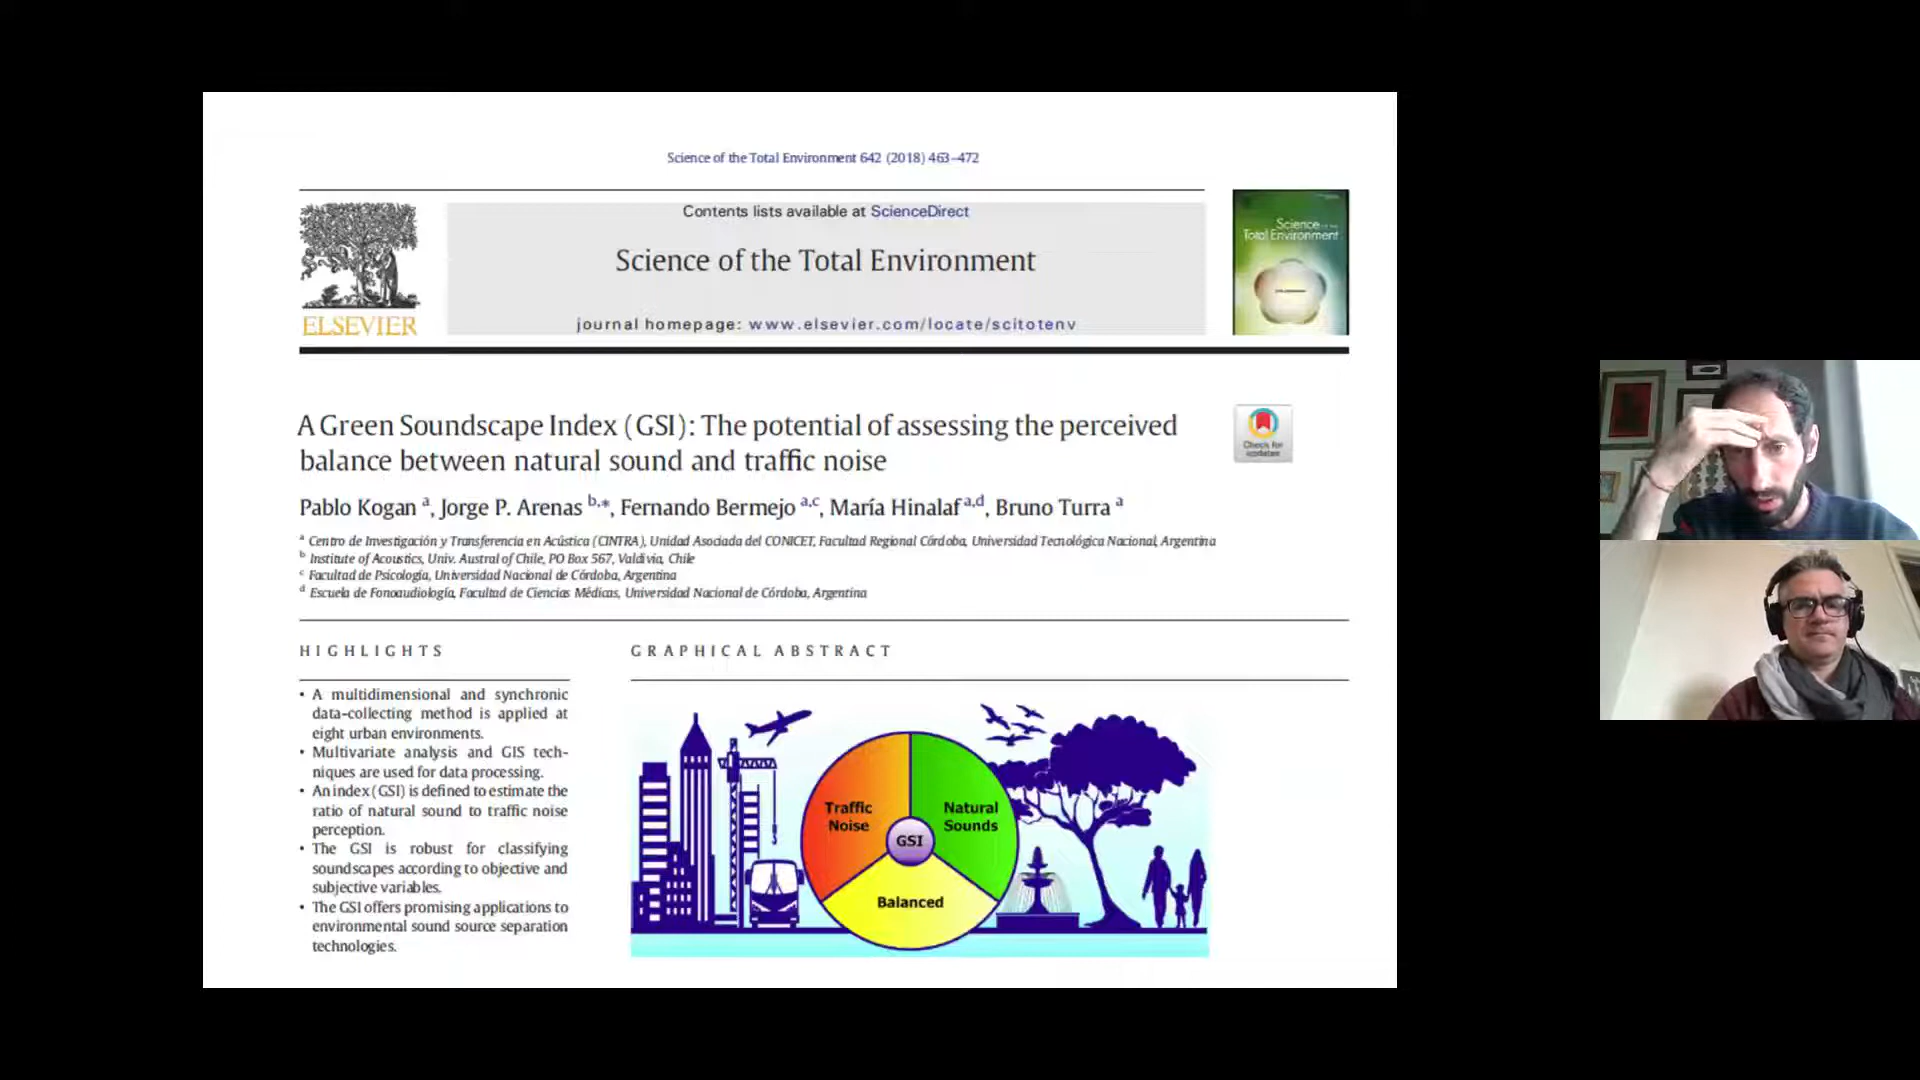 Science of the Total Environment 642 (2018) 463–472
Contents lists available at ScienceDirect
Science of the Total Environment
journal homepage: www.elsevier.com/locate/scitotenv
ELSEVIER
Science
Total Environment
A Green Soundscape Index (GSI): The potential of assessing the perceived
balance between natural sound and traffic noise
Check for
updates
Pablo Kogan a, Jorge P. Arenas b,*, Fernando Bermejo a,c, María Hinalaf a,d, Bruno Turra a
a Centro de Investigación y Transferencia en Acústica (CINTRA), Unidad Asociada del CONICET, Facultad Regional Córdoba, Universidad Tecnológica Nacional, Argentina
b Institute of Acoustics, Univ. Austral of Chile, PO Box 567, Valdivia, Chile
c Facultad de Psicología, Universidad Nacional de Córdoba, Argentina
d Escuela de Fonoaudiología, Facultad de Ciencias Médicas, Universidad Nacional de Córdoba, Argentina
HIGHLIGHTS
• A multidimensional and synchronic
data-collecting method is applied at
eight urban environments.
• Multivariate analysis and GIS tech-
niques are used for data processing.
• An index (GSI) is defined to estimate the
ratio of natural sound to traffic noise
perception.
• The GSI is robust for classifying
soundscapes according to objective and
subjective variables.
• The GSI offers promising applications to
environmental sound source separation
technologies.
GRAPHICAL ABSTRACT
Traffic
Noise
Natural
Sounds
GSI
Balanced